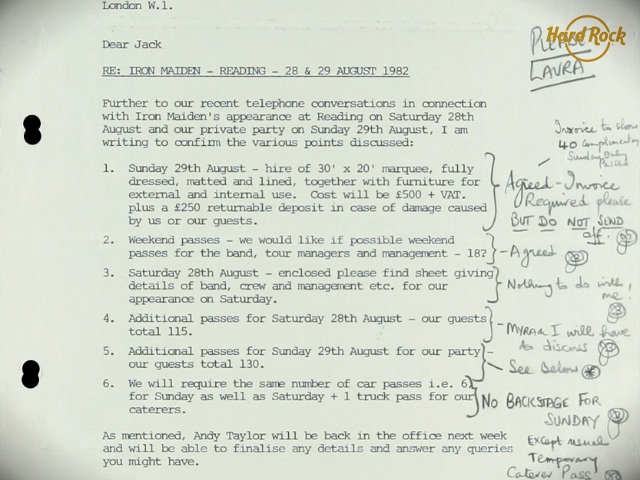 London W.1.
Hard Rock
PLEASE
LAURA
Dear Jack
RE: IRON MAIDEN - READING - 28 & 29 AUGUST 1982
Further to our recent telephone conversations in connection
with Iron Maiden's appearance at Reading on Saturday 28th
August and our private party on Sunday 29th August, I am
writing to confirm the various points discussed:
Invoice to show
40 Complimentary
Sunday Only
1. Sunday 29th August - hire of 30' x 20' marquee, fully
dressed, matted and lined, together with furniture for
external and internal use. Cost will be £500 + VAT.
plus a £250 returnable deposit in case of damage caused
by us or our guests.
Agreed - Invoice
Required please
BUT DO NOT SEND
off.
2. Weekend passes - we would like if possible weekend
passes for the band, tour managers and management - 18?
- Agreed
3. Saturday 28th August - enclosed please find sheet giving
details of band, crew and management etc. for our
appearance on Saturday.
Nothing to do with
me.
4. Additional passes for Saturday 28th August - our guests
total 115.
- MYRA & I will have
to discuss
5. Additional passes for Sunday 29th August for our party
our guests total 130.
- See Below
6. We will require the same number of car passes i.e. 6
for Sunday as well as Saturday + 1 truck pass for our
caterers.
NO BACKSTAGE FOR
SUNDAY
Except usual
Temporary
Caterer Pass
As mentioned, Andy Taylor will be back in the office next week
and will be able to finalise any details and answer any queries
you might have.